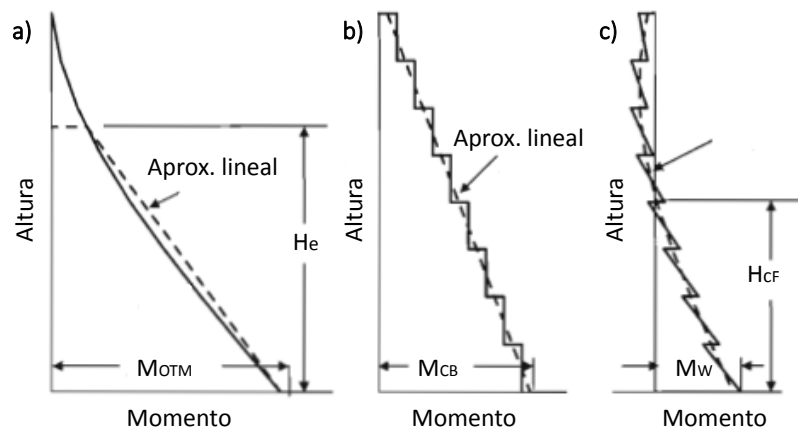 a)
Altura
Aprox. lineal
He
MOTM
Momento
b)
Altura
Aprox. lineal
MCB
Momento
c)
Altura
HCF
MW
Momento